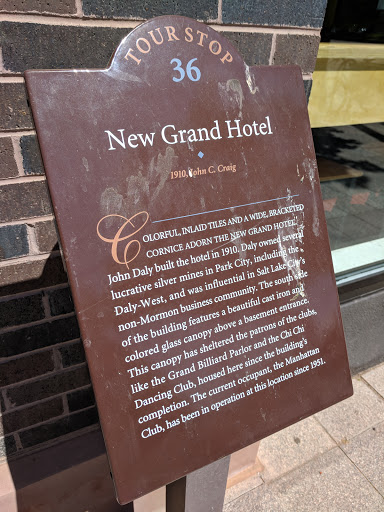 TOUR STOP
36
New Grand Hotel
1910, John C. Craig
COLORFUL, INLAID TILES AND A WIDE, BRACKETED
CORNICE ADORN THE NEW GRAND HOTEL.
John Daly built the hotel in 1910. Daly owned several
lucrative silver mines in Park City, including the
Daly-West, and was influential in Salt Lake City's
non-Mormon business community. The south side
of the building features a beautiful cast iron and
colored glass canopy above a basement entrance.
This canopy has sheltered the patrons of the clubs,
like the Grand Billiard Parlor and the Chi Chi
Dancing Club, housed here since the building's
completion. The current occupant, the Manhattan
Club, has been in operation at this location since 1951.